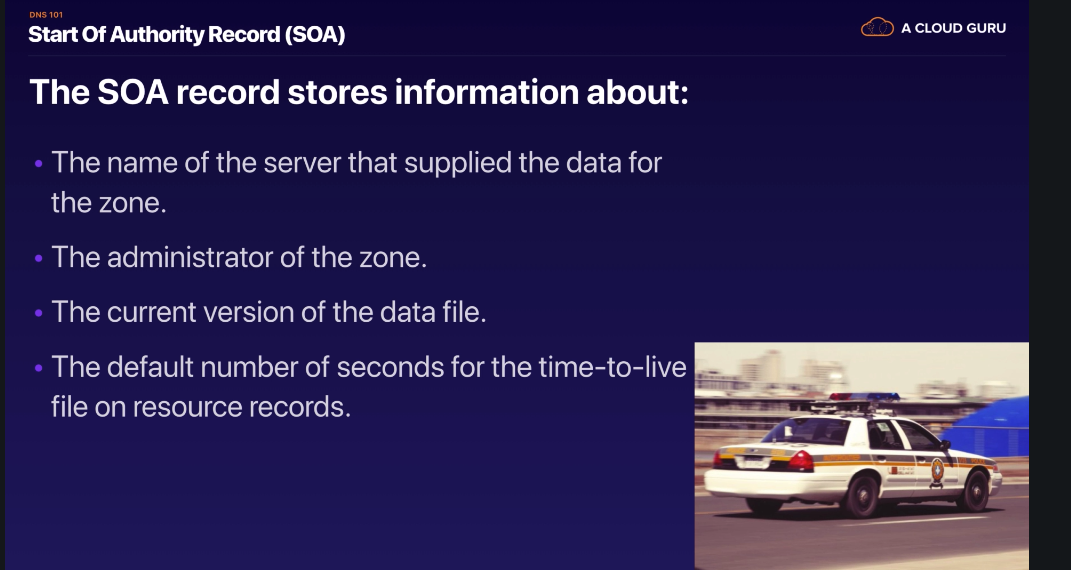 DNS 101
Start Of Authority Record (SOA)
A CLOUD GURU
The SOA record stores information about:
• The name of the server that supplied the data for
the zone.
• The administrator of the zone.
• The current version of the data file.
• The default number of seconds for the time-to-live
file on resource records.